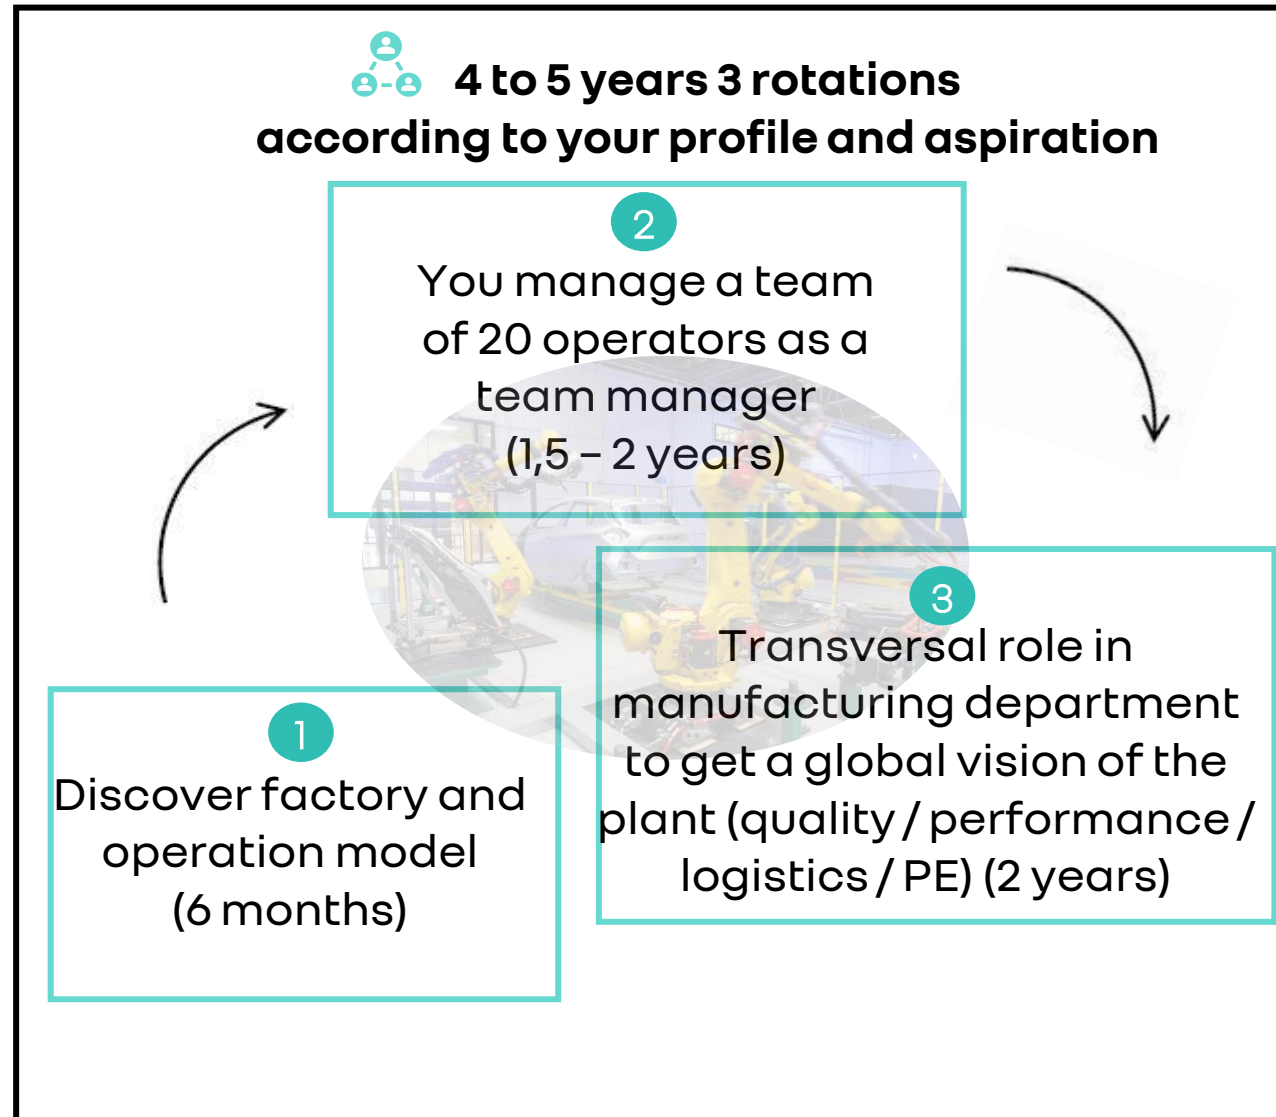 4 to 5 years 3 rotations
according to your profile and aspiration
2
You manage a team
of 20 operators as a
team manager
(1,5 – 2 years)
1
Discover factory and
operation model
(6 months)
3
Transversal role in
manufacturing department
to get a global vision of the
plant (quality / performance /
logistics / PE) (2 years)